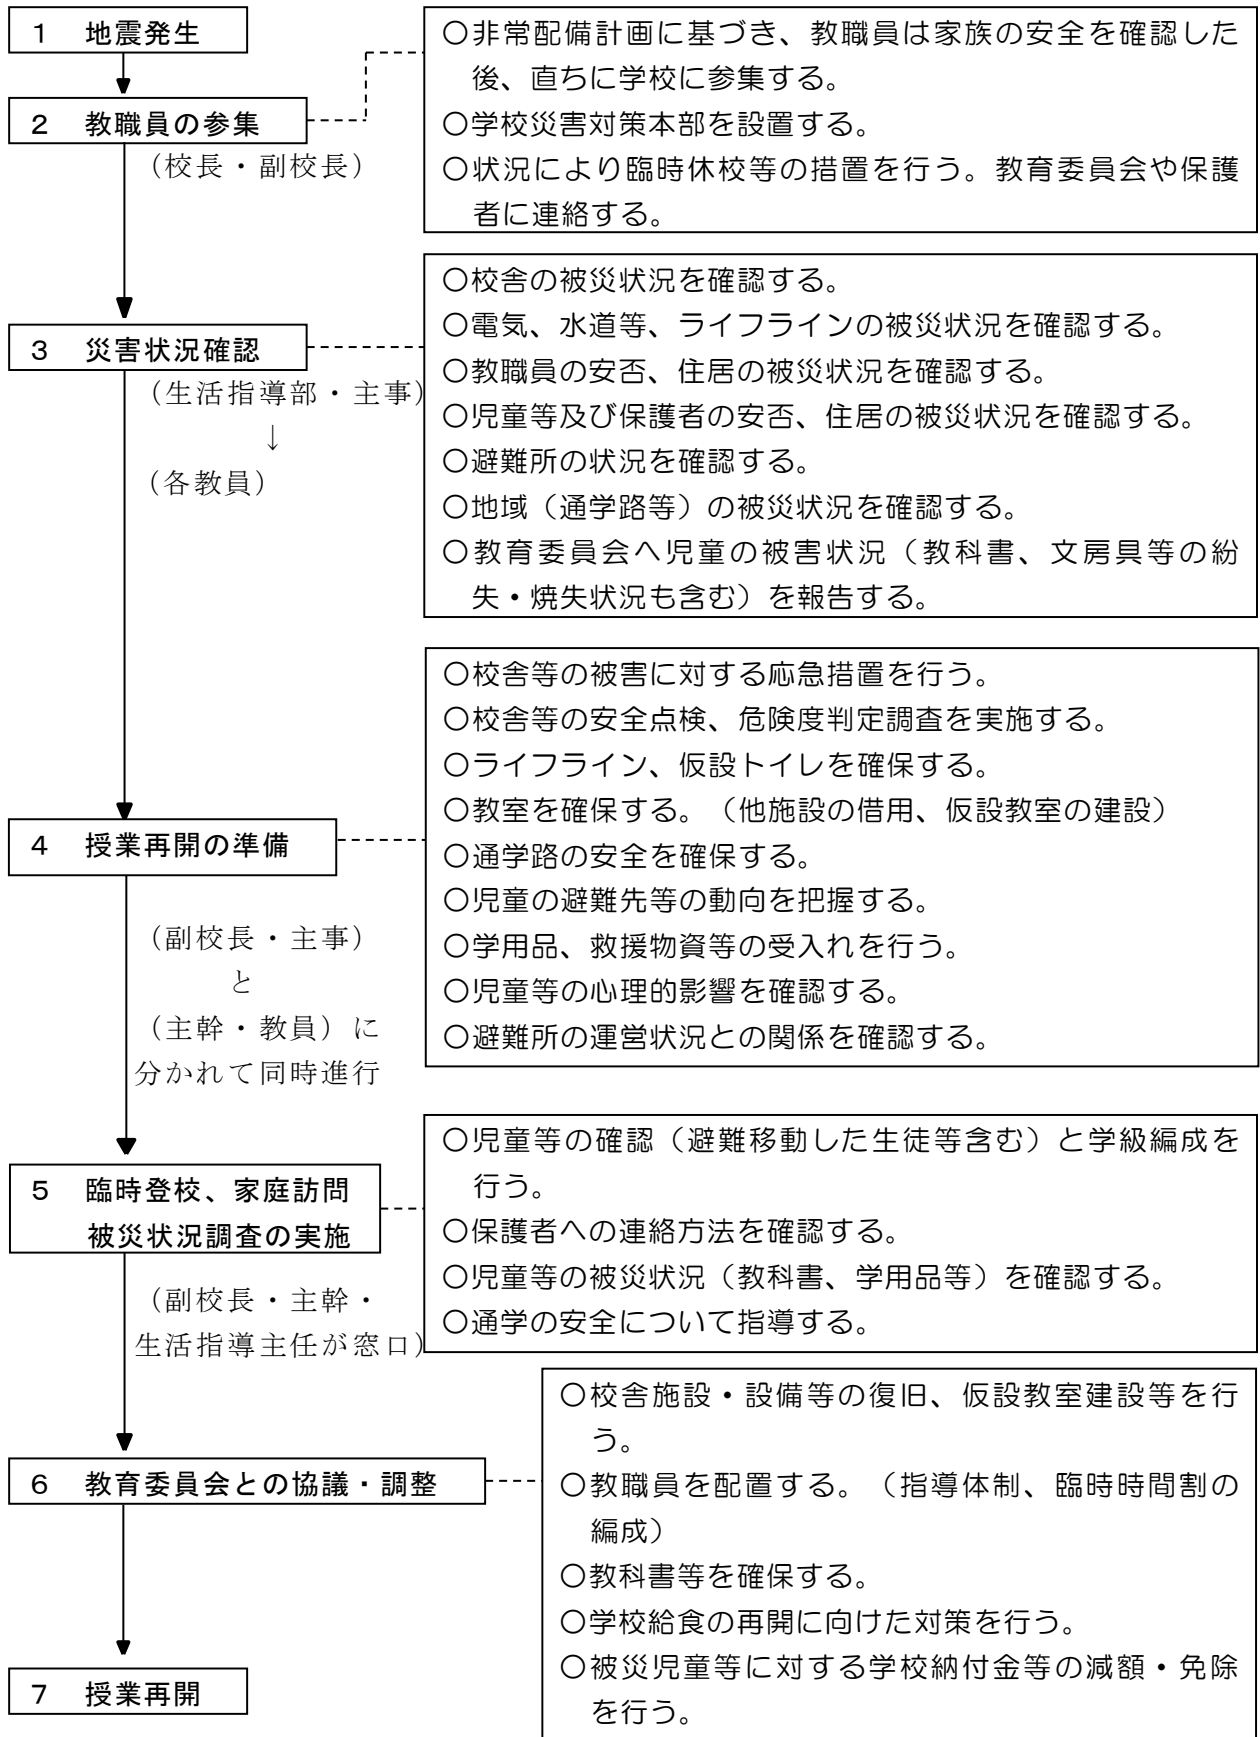 １　地震発生
２　教職員の参集
（校長・副校長）
〇非常配備計画に基づき、教職員は家族の安全を確認した
後、直ちに学校に参集する。
〇学校災害対策本部を設置する。
〇状況により臨時休校等の措置を行う。教育委員会や保護
者に連絡する。
３　災害状況確認
（生活指導部・主事）
↓
（各教員）
〇校舎の被災状況を確認する。
〇電気、水道等、ライフラインの被災状況を確認する。
〇教職員の安否、住居の被災状況を確認する。
〇児童等及び保護者の安否、住居の被災状況を確認する。
〇避難所の状況を確認する。
〇地域（通学路等）の被災状況を確認する。
〇教育委員会へ児童の被害状況（教科書、文房具等の紛
失・焼失状況も含む）を報告する。
４　授業再開の準備
（副校長・主事）
と
（主幹・教員）に
分かれて同時進行
〇校舎等の被害に対する応急措置を行う。
〇校舎等の安全点検、危険度判定調査を実施する。
〇ライフライン、仮設トイレを確保する。
〇教室を確保する。（他施設の借用、仮設教室の建設）
〇通学路の安全を確保する。
〇児童の避難先等の動向を把握する。
〇学用品、救援物資等の受入れを行う。
〇児童等の心理的影響を確認する。
〇避難所の運営状況との関係を確認する。
５　臨時登校、家庭訪問
被災状況調査の実施
（副校長・主幹・
生活指導主任が窓口）
〇児童等の確認（避難移動した生徒等含む）と学級編成を
行う。
〇保護者への連絡方法を確認する。
〇児童等の被災状況（教科書、学用品等）を確認する。
〇通学の安全について指導する。
６　教育委員会との協議・調整
〇校舎施設・設備等の復旧、仮設教室建設等を行
う。
〇教職員を配置する。（指導体制、臨時時間割の
編成）
〇教科書等を確保する。
〇学校給食の再開に向けた対策を行う。
〇被災児童等に対する学校納付金等の減額・免除
を行う。
７　授業再開